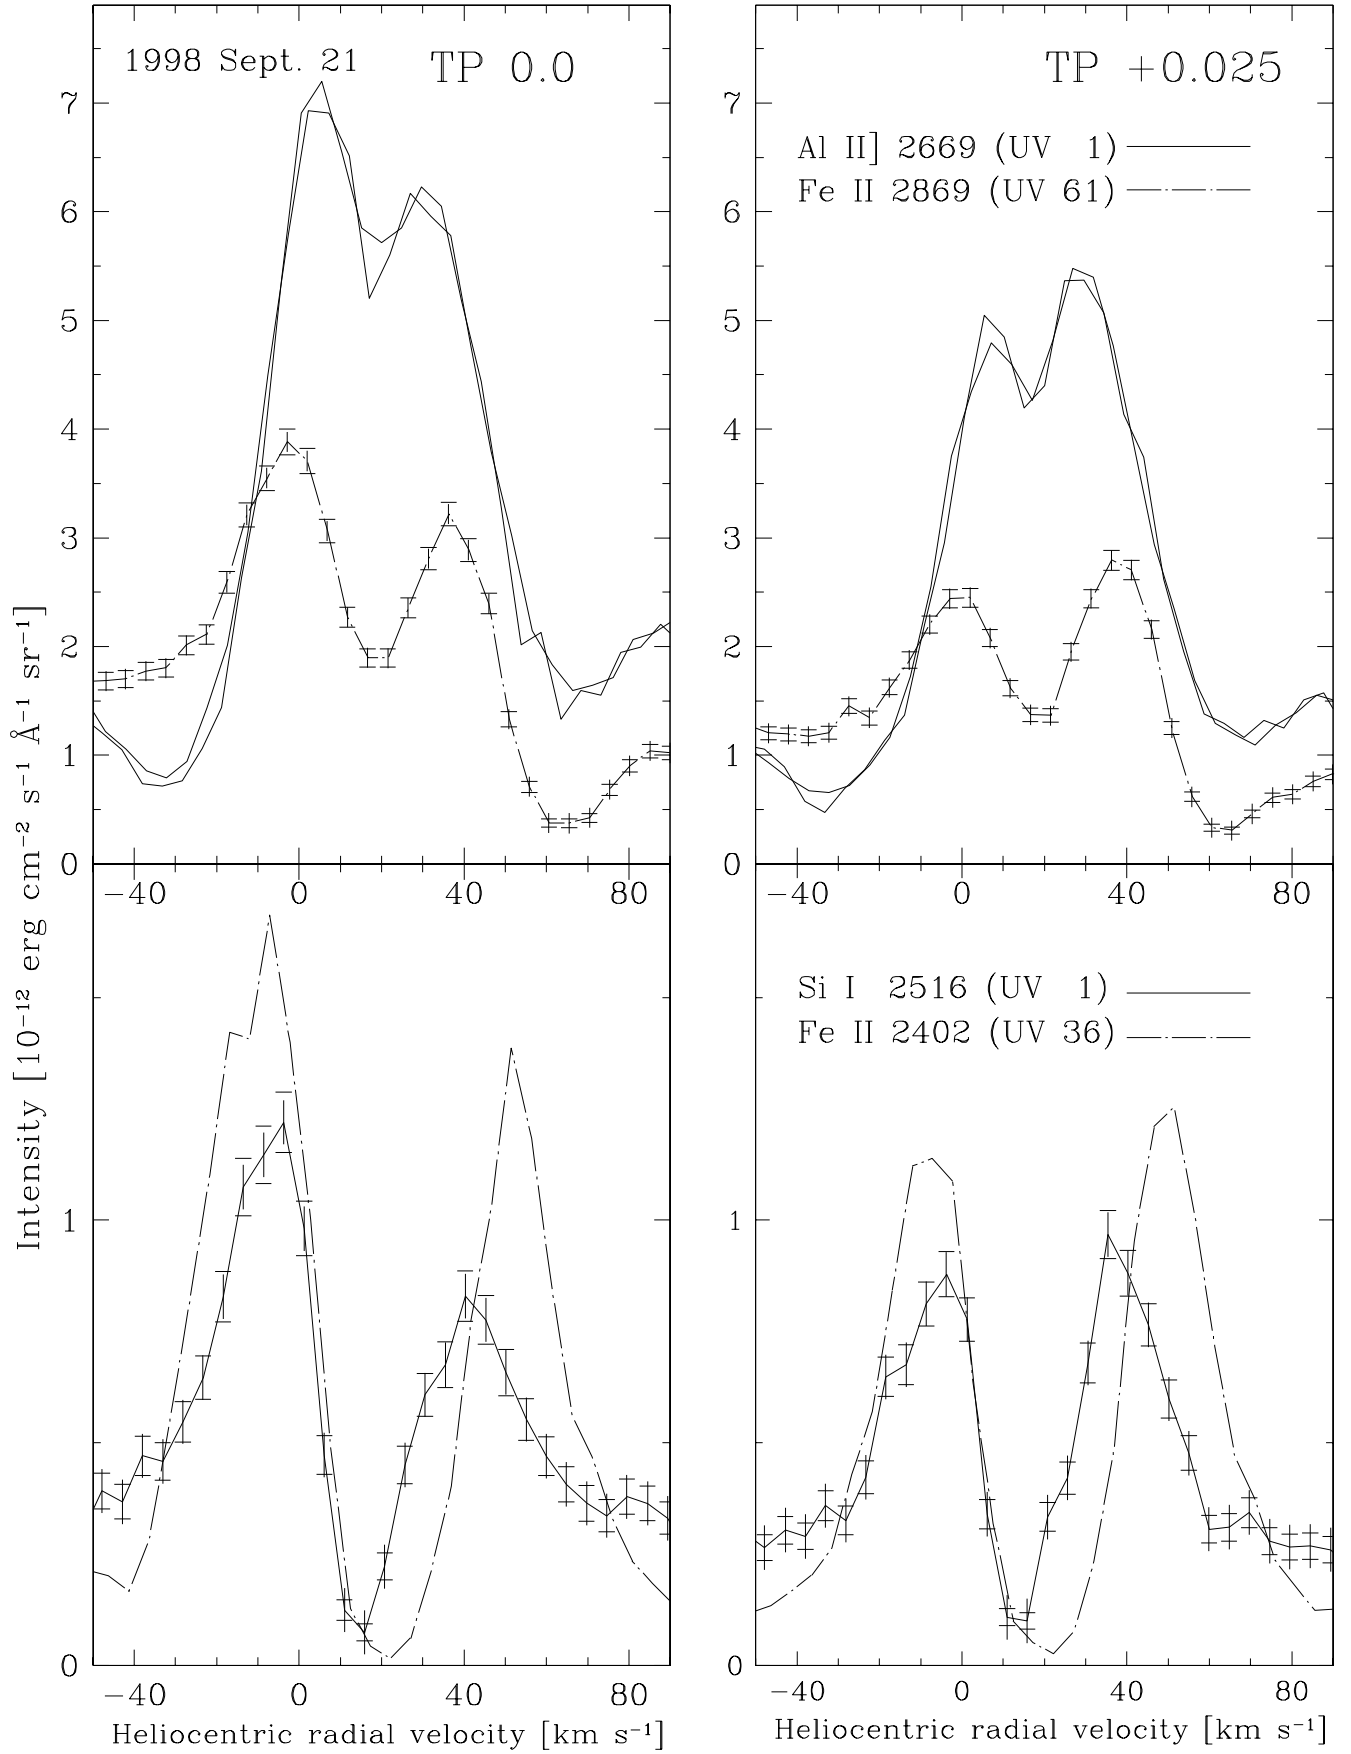 1998 Sept. 21 TP 0.0
TP +0.025
Al II] 2669 (UV 1)
Fe II 2869 (UV 61)
7
6
5
4
3
2
1
0
7
6
5
4
3
2
1
0
−40 0 40 80
−40 0 40 80
Si I 2516 (UV 1)
Fe II 2402 (UV 36)
1
0
1
0
−40 0 40 80
−40 0 40 80
Heliocentric radial velocity [km s⁻¹]
Heliocentric radial velocity [km s⁻¹]
Intensity [10⁻¹² erg cm⁻² s⁻¹ Å⁻¹ sr⁻¹]